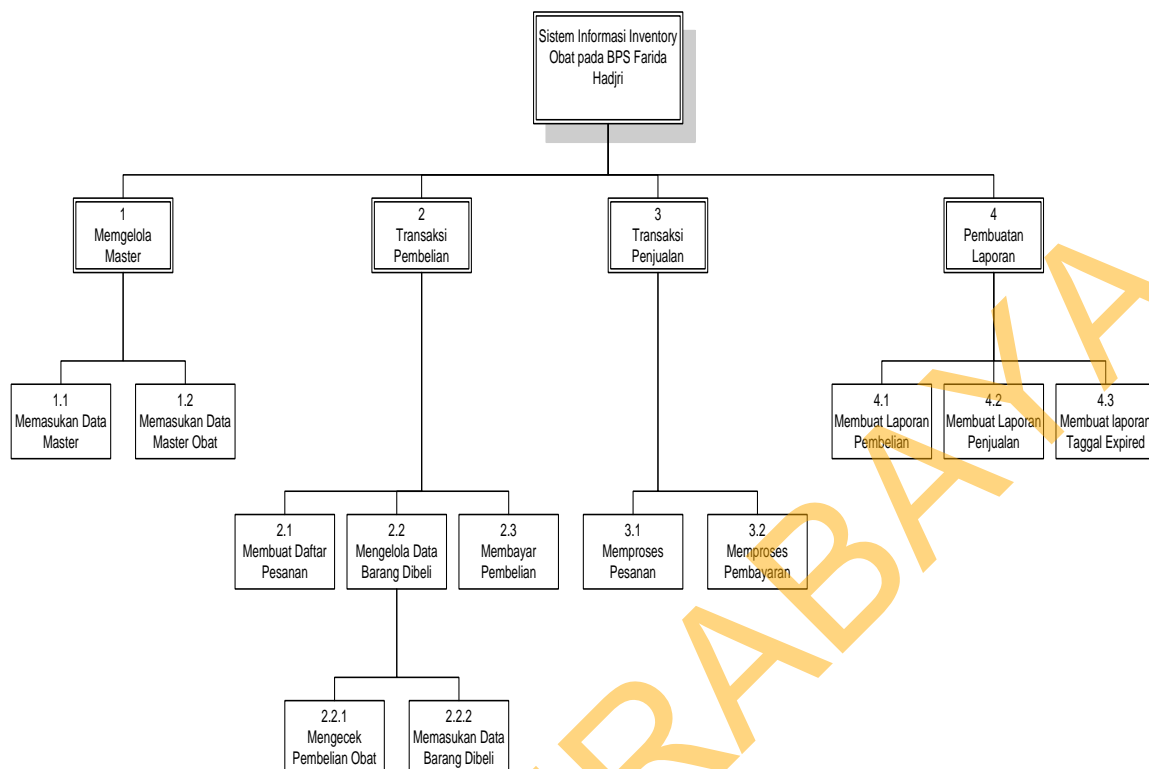 Sistem Informasi Inventory
Obat pada BPS Farida
Hadjri
1
Memgelola
Master
2
Transaksi
Pembelian
3
Transaksi
Penjualan
4
Pembuatan
Laporan
1.1
Memasukan Data
Master
1.2
Memasukan Data
Master Obat
4.1
Membuat Laporan
Pembelian
4.2
Membuat Laporan
Penjualan
4.3
Membuat laporan
Taggal Expired
2.1
Membuat Daftar
Pesanan
2.2
Mengelola Data
Barang Dibeli
2.3
Membayar
Pembelian
3.1
Memproses
Pesanan
3.2
Memproses
Pembayaran
2.2.1
Mengecek
Pembelian Obat
2.2.2
Memasukan Data
Barang Dibeli
RABAYA